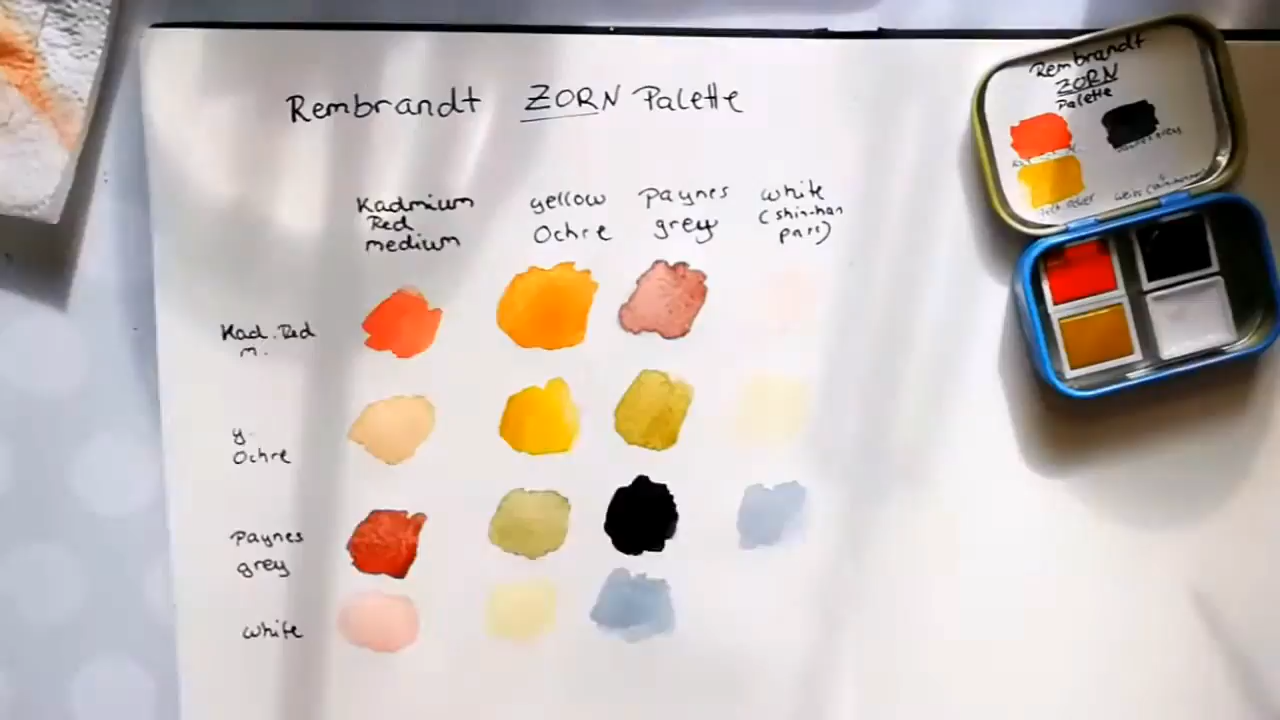 Rembrandt ZORN Palette
Kadmium
Red
medium
yellow
Ochre
Paynes
grey
white
(shin-han
pass)
Kad. Red
m.
y.
Ochre
Paynes
grey
white
Rembrandt
ZORN
Palette